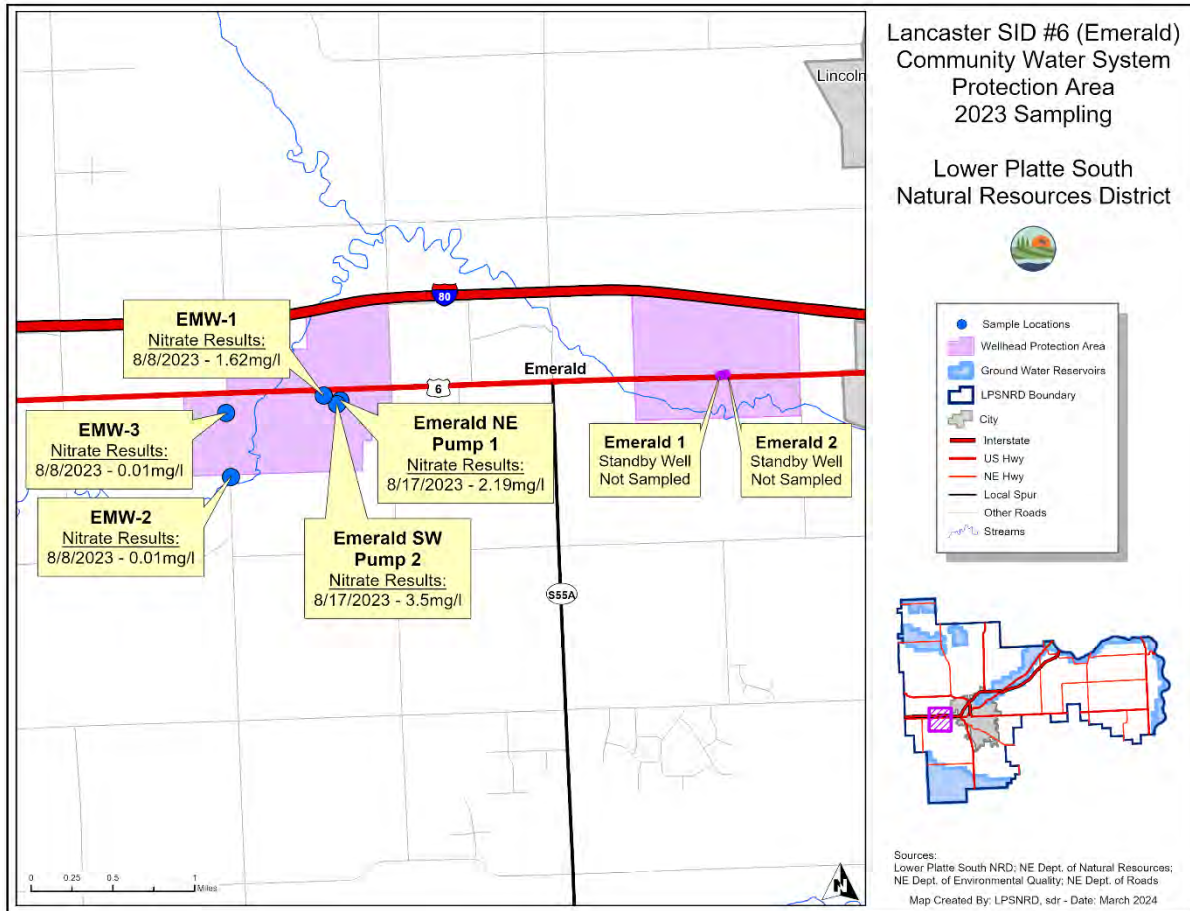 Lancaster SID #6 (Emerald)
Community Water System
Protection Area
2023 Sampling
Lower Platte South
Natural Resources District
Lincoln
80
EMW-1
Nitrate Results:
8/8/2023 - 1.62mg/l
Emerald
6
EMW-3
Nitrate Results:
8/8/2023 - 0.01mg/l
Emerald NE
Pump 1
Nitrate Results:
8/17/2023 - 2.19mg/l
Emerald 1
Standby Well
Not Sampled
Emerald 2
Standby Well
Not Sampled
EMW-2
Nitrate Results:
8/8/2023 - 0.01mg/l
Emerald SW
Pump 2
Nitrate Results:
8/17/2023 - 3.5mg/l
S55A
Sample Locations
Wellhead Protection Area
Ground Water Reservoirs
LPSNRD Boundary
City
Interstate
US Hwy
NE Hwy
Local Spur
Other Roads
Streams
0 0.25 0.5 1
Miles
N
Sources:
Lower Platte South NRD; NE Dept. of Natural Resources;
NE Dept. of Environmental Quality; NE Dept. of Roads
Map Created By: LPSNRD, sdr - Date: March 2024